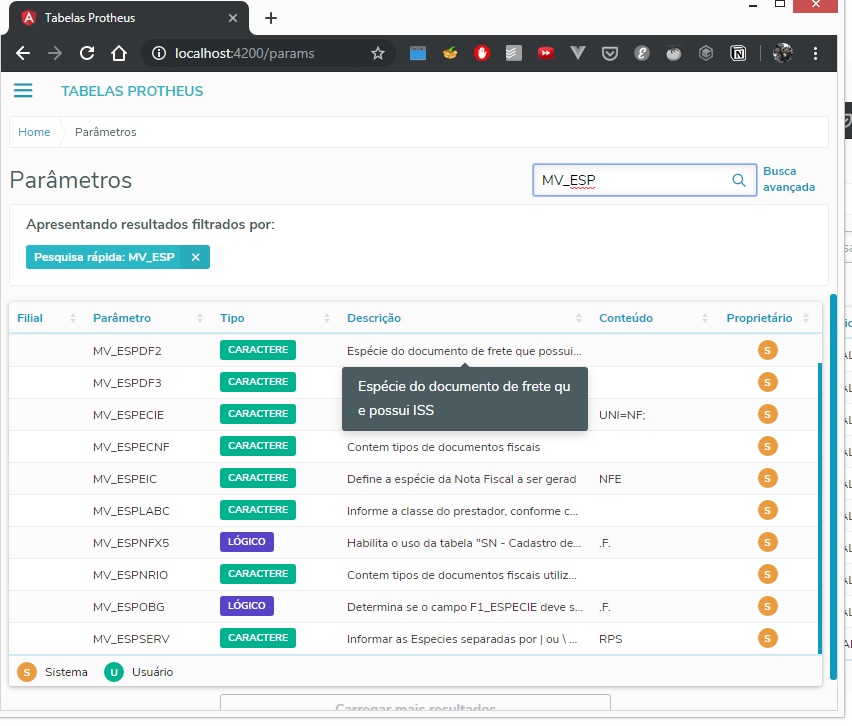 Tabelas Protheus
localhost:4200/params
TABELAS PROTHEUS
Home Parâmetros
Parâmetros
MV_ESP
Busca
avançada
Apresentando resultados filtrados por:
Pesquisa rápida: MV_ESP
Filial Parâmetro Tipo Descrição Conteúdo Proprietário
MV_ESPDF2 CARACTERE Espécie do documento de frete que possui... S
MV_ESPDF3 CARACTERE S
Espécie do documento de frete qu
e possui ISS
MV_ESPECIE CARACTERE UNI=NF; S
MV_ESPECNF CARACTERE Contem tipos de documentos fiscais S
MV_ESPEIC CARACTERE Define a espécie da Nota Fiscal a ser gerad NFE S
MV_ESPLABC CARACTERE Informe a classe do prestador, conforme c... S
MV_ESPNFX5 LÓGICO Habilita o uso da tabela "SN - Cadastro de... .F. S
MV_ESPNRIO CARACTERE Contem tipos de documentos fiscais utiliz... S
MV_ESPOBG LÓGICO Determina se o campo F1_ESPECIE deve s... .F. S
MV_ESPSERV CARACTERE Informar as Especies separadas por | ou \ ... RPS S
S Sistema U Usuário
Carregar mais resultados